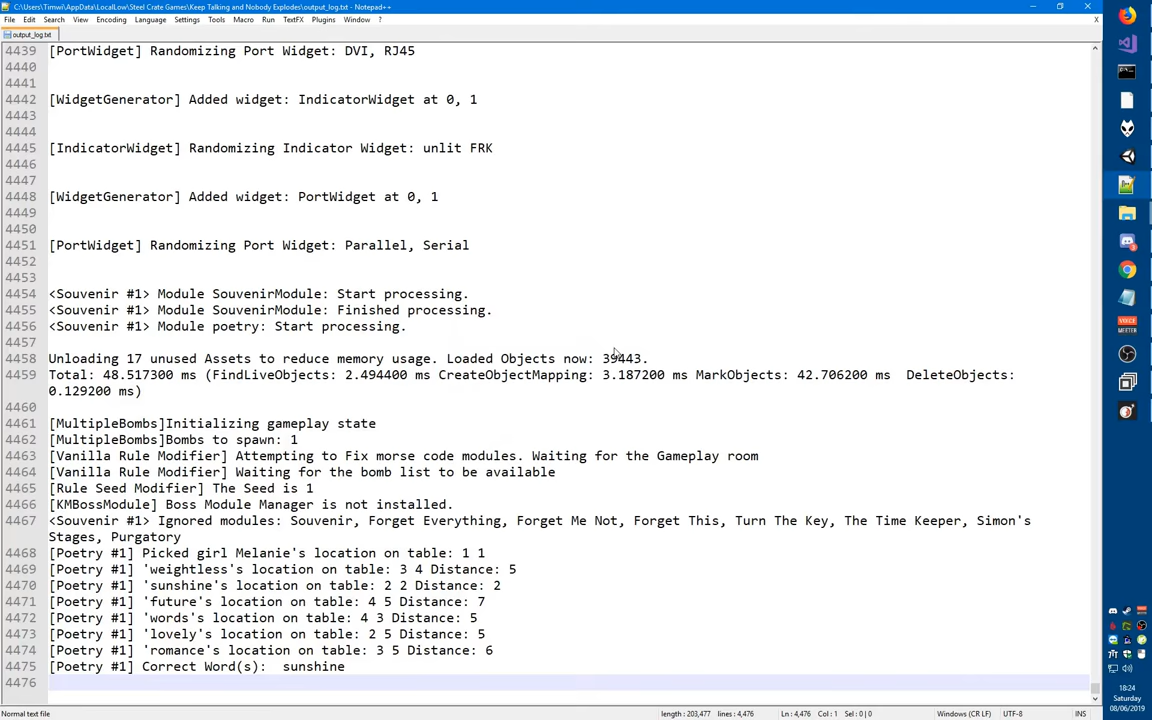 C:\Users\Timwi\AppData\LocalLow\Steel Crate Games\Keep Talking and Nobody Explodes\output_log.txt - Notepad++
File Edit Search View Encoding Language Settings Tools Macro Run TextFX Plugins Window ?
X
output_log.txt
4439 [PortWidget] Randomizing Port Widget: DVI, RJ45
4440
4441
4442 [WidgetGenerator] Added widget: IndicatorWidget at 0, 1
4443
4444
4445 [IndicatorWidget] Randomizing Indicator Widget: unlit FRK
4446
4447
4448 [WidgetGenerator] Added widget: PortWidget at 0, 1
4449
4450
4451 [PortWidget] Randomizing Port Widget: Parallel, Serial
4452
4453
4454 <Souvenir #1> Module SouvenirModule: Start processing.
4455 <Souvenir #1> Module SouvenirModule: Finished processing.
4456 <Souvenir #1> Module poetry: Start processing.
4457
4458 Unloading 17 unused Assets to reduce memory usage. Loaded Objects now: 39443.
4459 Total: 48.517300 ms (FindLiveObjects: 2.494400 ms CreateObjectMapping: 3.187200 ms MarkObjects: 42.706200 ms  DeleteObjects:
0.129200 ms)
4460
4461 [MultipleBombs]Initializing gameplay state
4462 [MultipleBombs]Bombs to spawn: 1
4463 [Vanilla Rule Modifier] Attempting to Fix morse code modules. Waiting for the Gameplay room
4464 [Vanilla Rule Modifier] Waiting for the bomb list to be available
4465 [Rule Seed Modifier] The Seed is 1
4466 [KMBossModule] Boss Module Manager is not installed.
4467 <Souvenir #1> Ignored modules: Souvenir, Forget Everything, Forget Me Not, Forget This, Turn The Key, The Time Keeper, Simon's
Stages, Purgatory
4468 [Poetry #1] Picked girl Melanie's location on table: 1 1
4469 [Poetry #1] 'weightless's location on table: 3 4 Distance: 5
4470 [Poetry #1] 'sunshine's location on table: 2 2 Distance: 2
4471 [Poetry #1] 'future's location on table: 4 5 Distance: 7
4472 [Poetry #1] 'words's location on table: 4 3 Distance: 5
4473 [Poetry #1] 'lovely's location on table: 2 5 Distance: 5
4474 [Poetry #1] 'romance's location on table: 3 5 Distance: 6
4475 [Poetry #1] Correct Word(s):  sunshine
4476
Normal text file length : 203,477 lines : 4,476 Ln : 4,476 Col : 1 Sel : 0 | 0 Windows (CR LF) UTF-8 INS
VOICE
MEETER
18:24
Saturday
08/06/2019